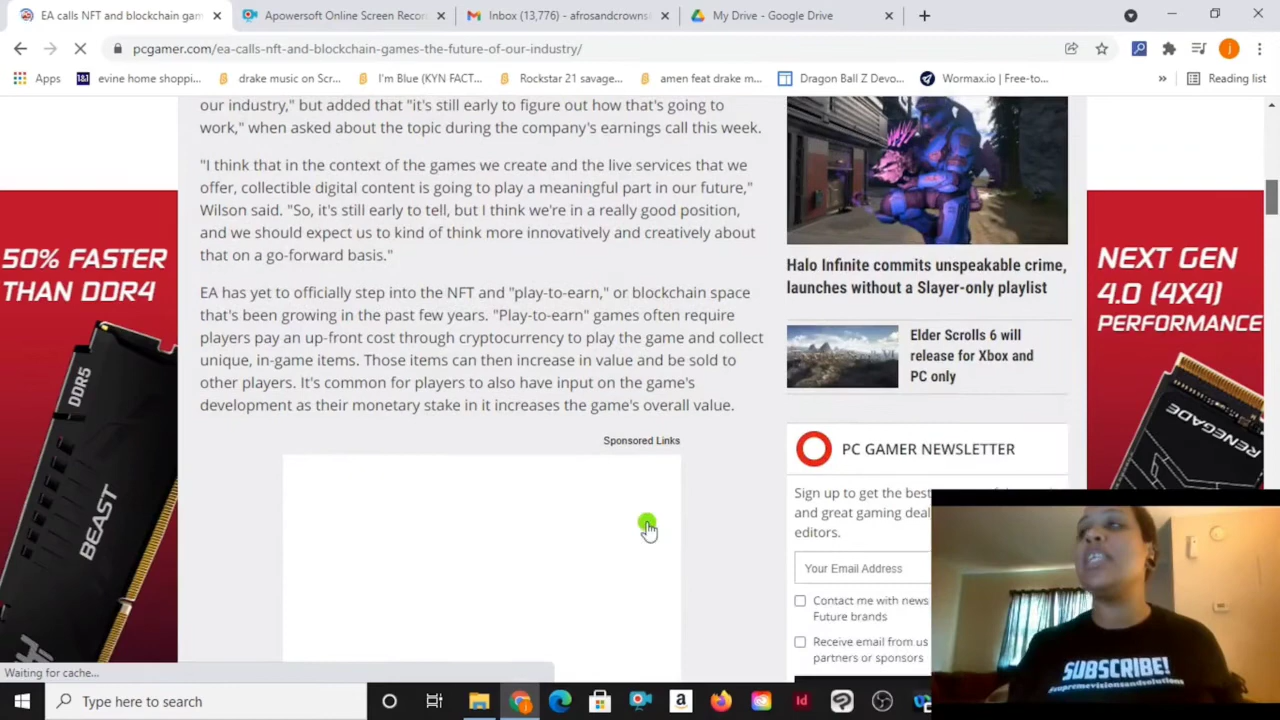 EA calls NFT and blockchain gam
Apowersoft Online Screen Recor
Inbox (13,776) - afrosandcrowns
My Drive - Google Drive
pcgamer.com/ea-calls-nft-and-blockchain-games-the-future-of-our-industry/
Apps
evine home shoppi...
drake music on Scr...
I'm Blue (KYN FACT...
Rockstar 21 savage...
amen feat drake m...
Dragon Ball Z Devo...
Wormax.io | Free-to...
Reading list
our industry," but added that "it's still early to figure out how that's going to
work," when asked about the topic during the company's earnings call this week.
"I think that in the context of the games we create and the live services that we
offer, collectible digital content is going to play a meaningful part in our future,"
Wilson said. "So, it's still early to tell, but I think we're in a really good position,
and we should expect us to kind of think more innovatively and creatively about
that on a go-forward basis."
EA has yet to officially step into the NFT and "play-to-earn," or blockchain space
that's been growing in the past few years. "Play-to-earn" games often require
players pay an up-front cost through cryptocurrency to play the game and collect
unique, in-game items. Those items can then increase in value and be sold to
other players. It's common for players to also have input on the game's
development as their monetary stake in it increases the game's overall value.
Sponsored Links
50% FASTER
THAN DDR4
DDR5
BEAST
Halo Infinite commits unspeakable crime,
launches without a Slayer-only playlist
Elder Scrolls 6 will
release for Xbox and
PC only
PC GAMER NEWSLETTER
Sign up to get the best
and great gaming deal
editors.
Your Email Address
Contact me with news
Future brands
Receive email from us
partners or sponsors
NEXT GEN
4.0 (4X4)
PERFORMANCE
RENEGADE
SUBSCRIBE!
#supremevisionsandsolutions
Waiting for cache...
Type here to search